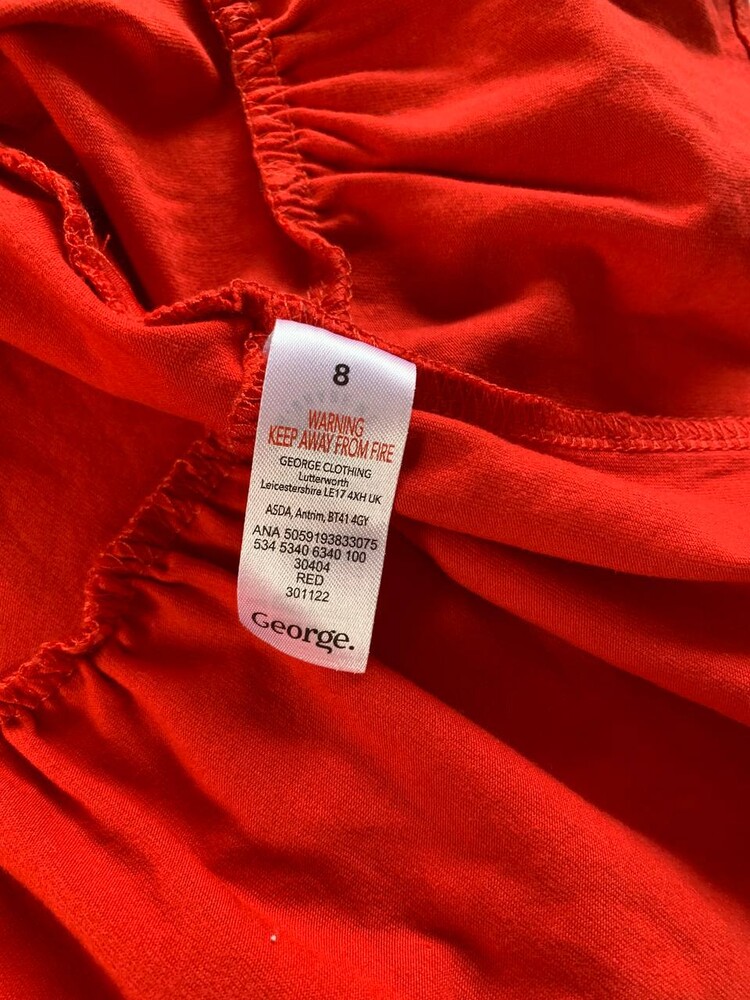 8
WARNING
KEEP AWAY FROM FIRE
GEORGE CLOTHING
Lutterworth
Leicestershire LE17 4XH UK
ASDA, Antrim, BT41 4GY
ANA 5059193833075
534 5340 6340 100
30404
RED
301122
George.